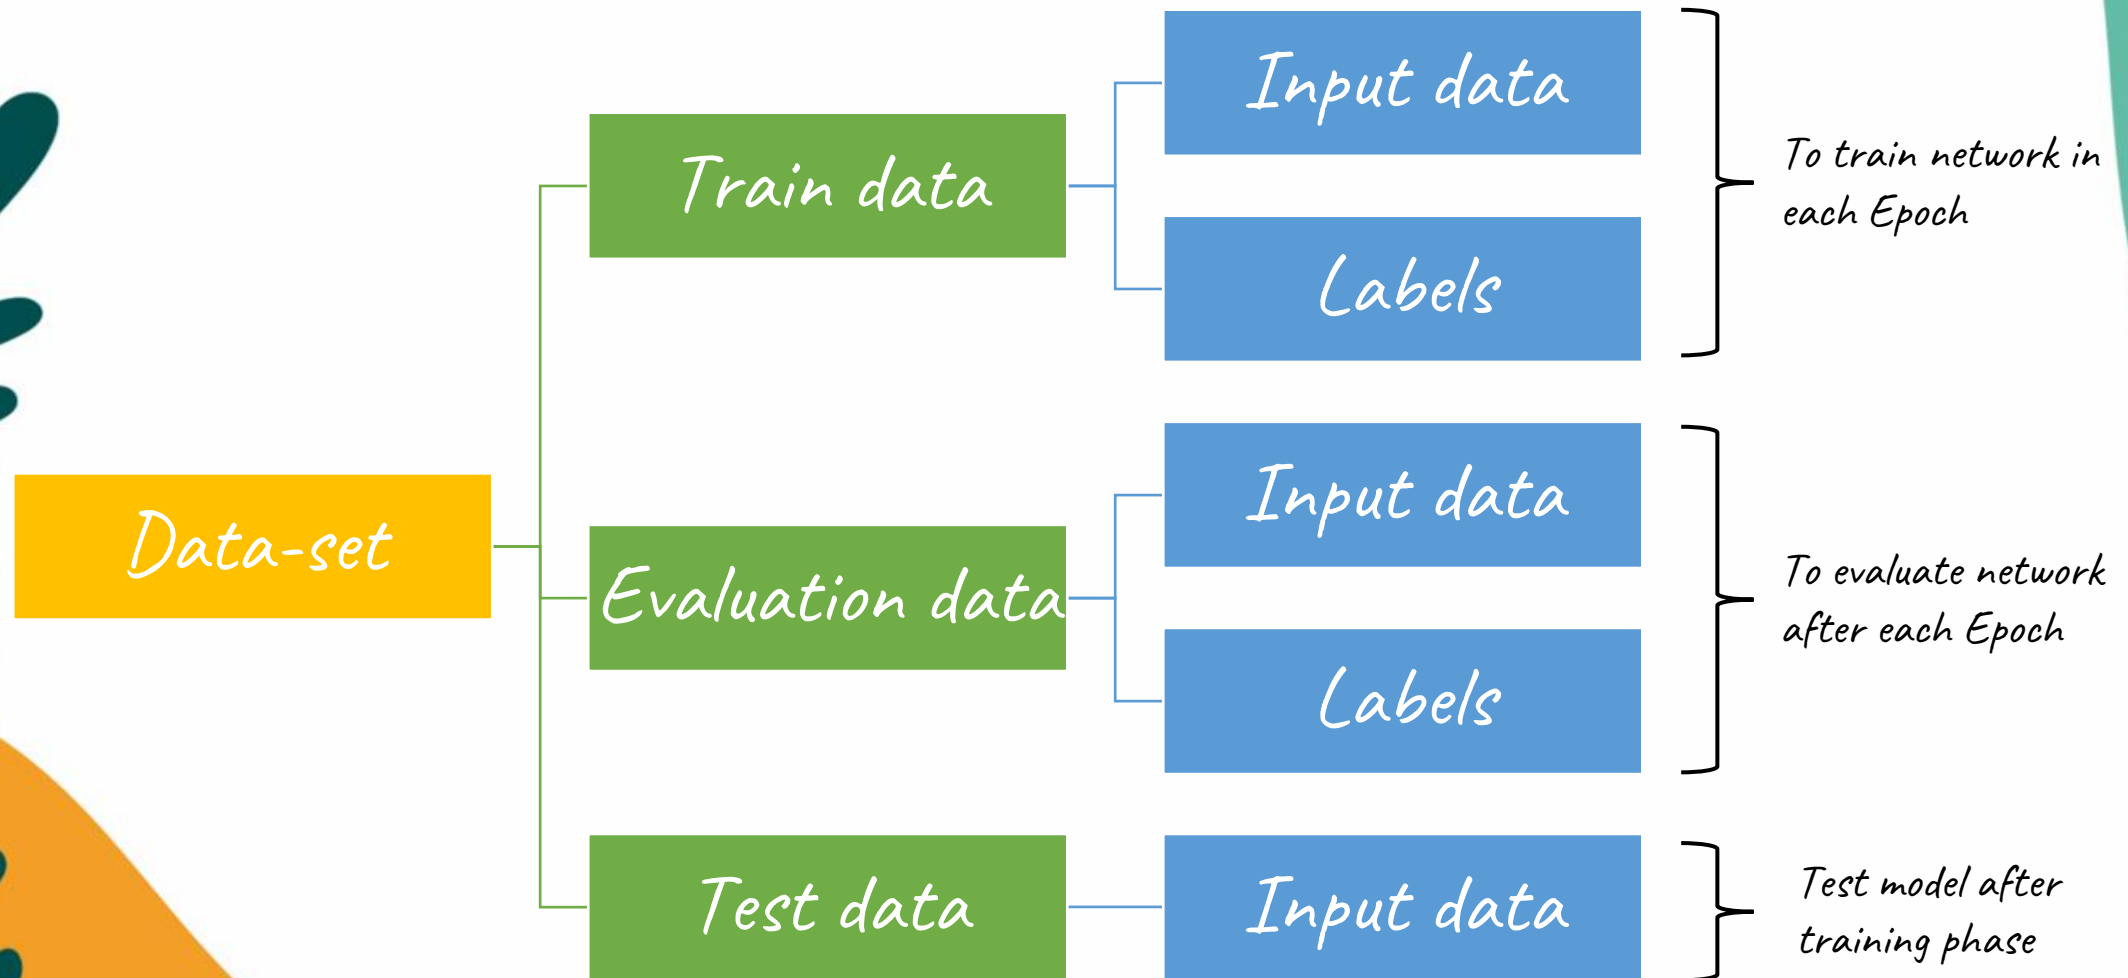 Data-set
Train data
Input data
Labels
To train network in
each Epoch
Evaluation data
Input data
Labels
To evaluate network
after each Epoch
Test data
Input data
Test model after
training phase